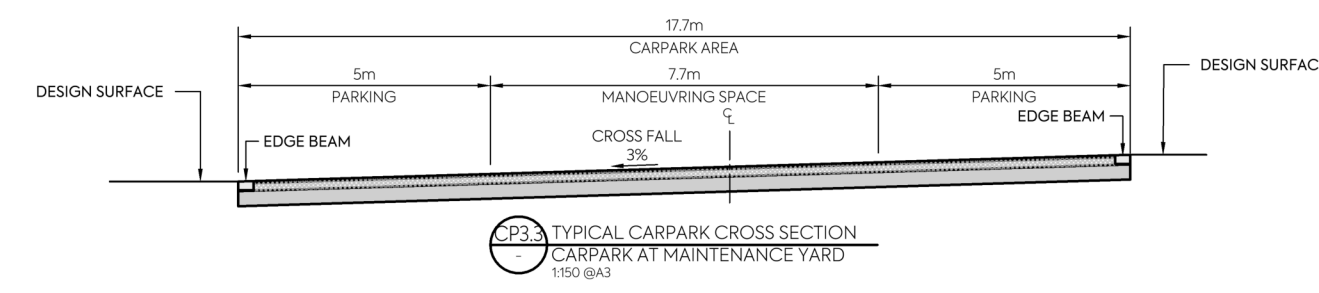 17.7m
CARPARK AREA
5m
7.7m
5m
DESIGN SURFAC
DESIGN SURFACE
PARKING
MANOEUVRING SPACE
PARKING
℄
EDGE BEAM
EDGE BEAM
CROSS FALL
3%
CP3.3 TYPICAL CARPARK CROSS SECTION
- CARPARK AT MAINTENANCE YARD
1:150 @A3